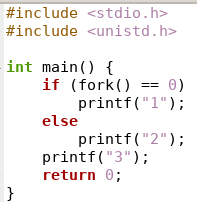 #include <stdio.h>
#include <unistd.h>

int main() {
    if (fork() == 0)
        printf("1");
    else
        printf("2");
    printf("3");
    return 0;
}